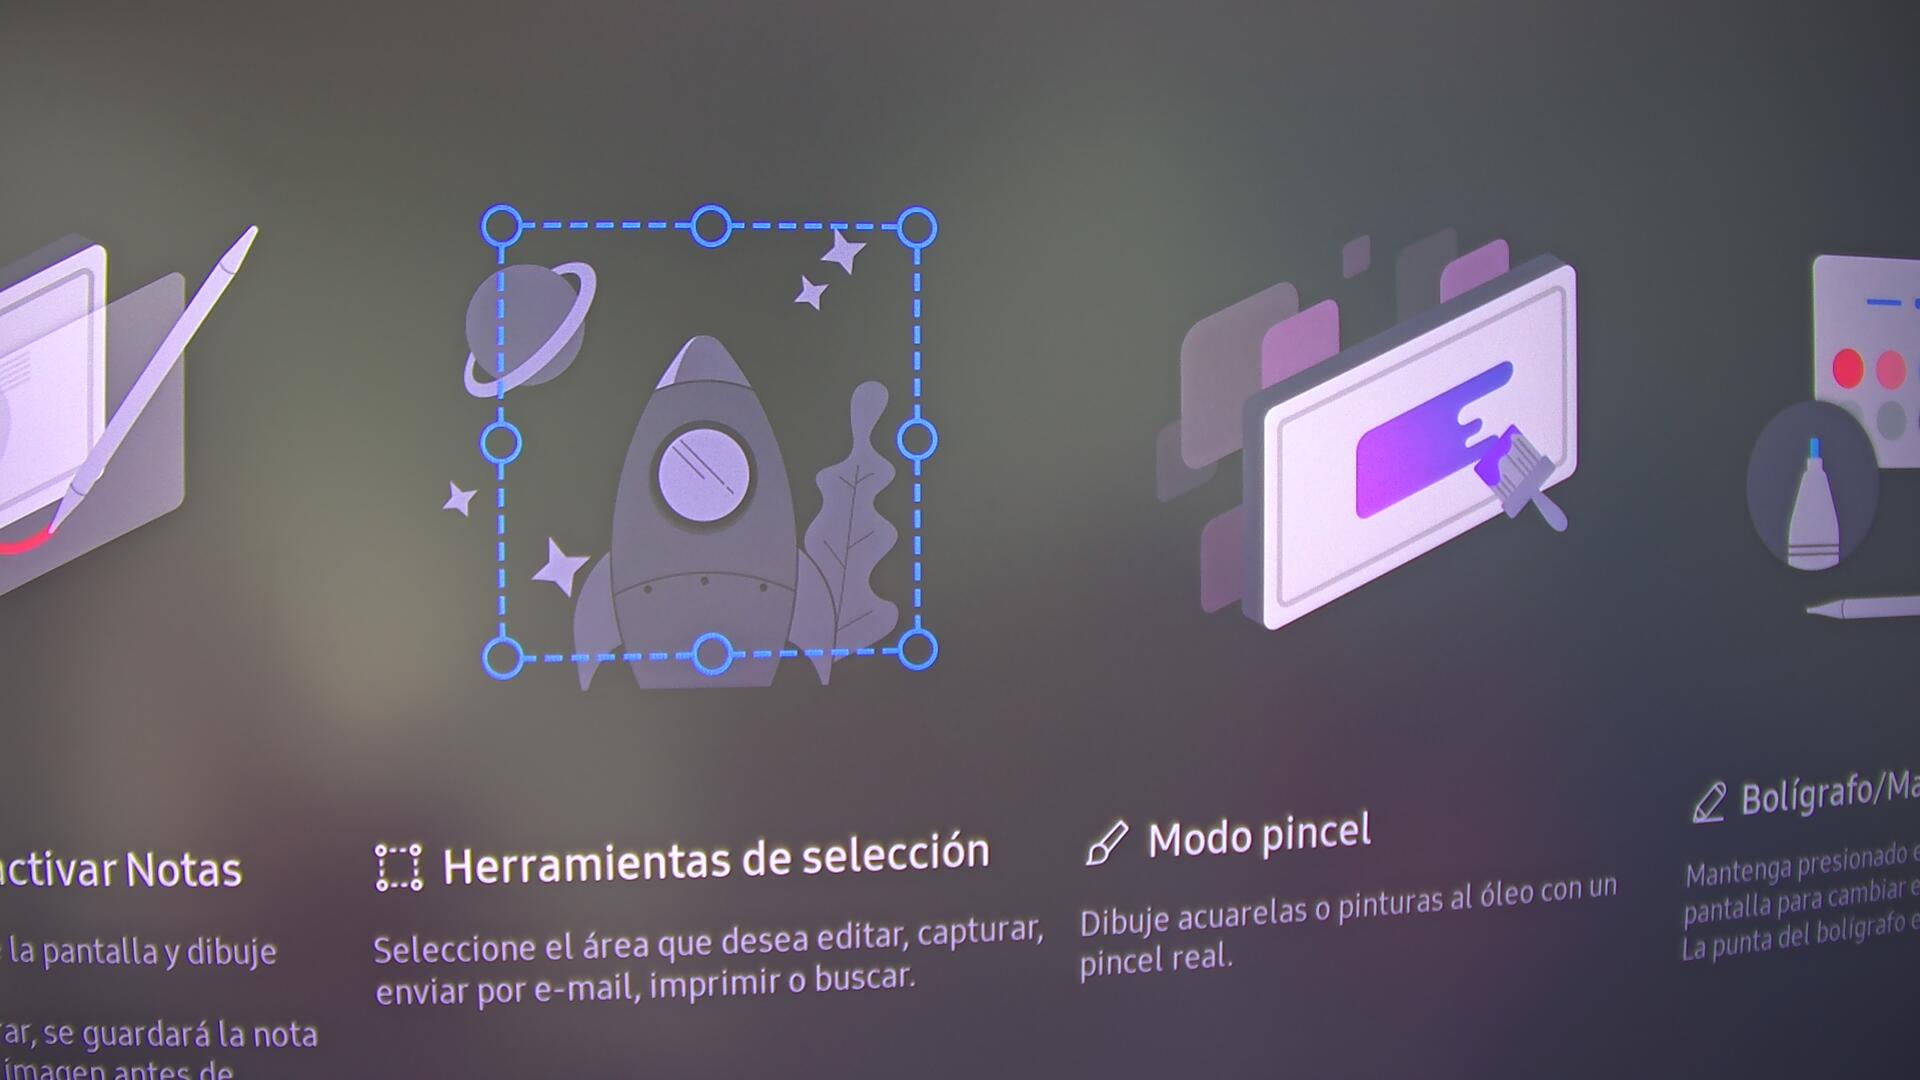 activar Notas
la pantalla y dibuje
se guardará la nota
imagen antes de
Herramientas de selección
Seleccione el área que desea editar, capturar,
enviar por e-mail, imprimir o buscar.
Modo pincel
Dibuje acuarelas o pinturas al óleo con un
pincel real.
Bolígrafo/Ma
Mantenga presionado e
pantalla para cambiar e
La punta del bolígrafo e